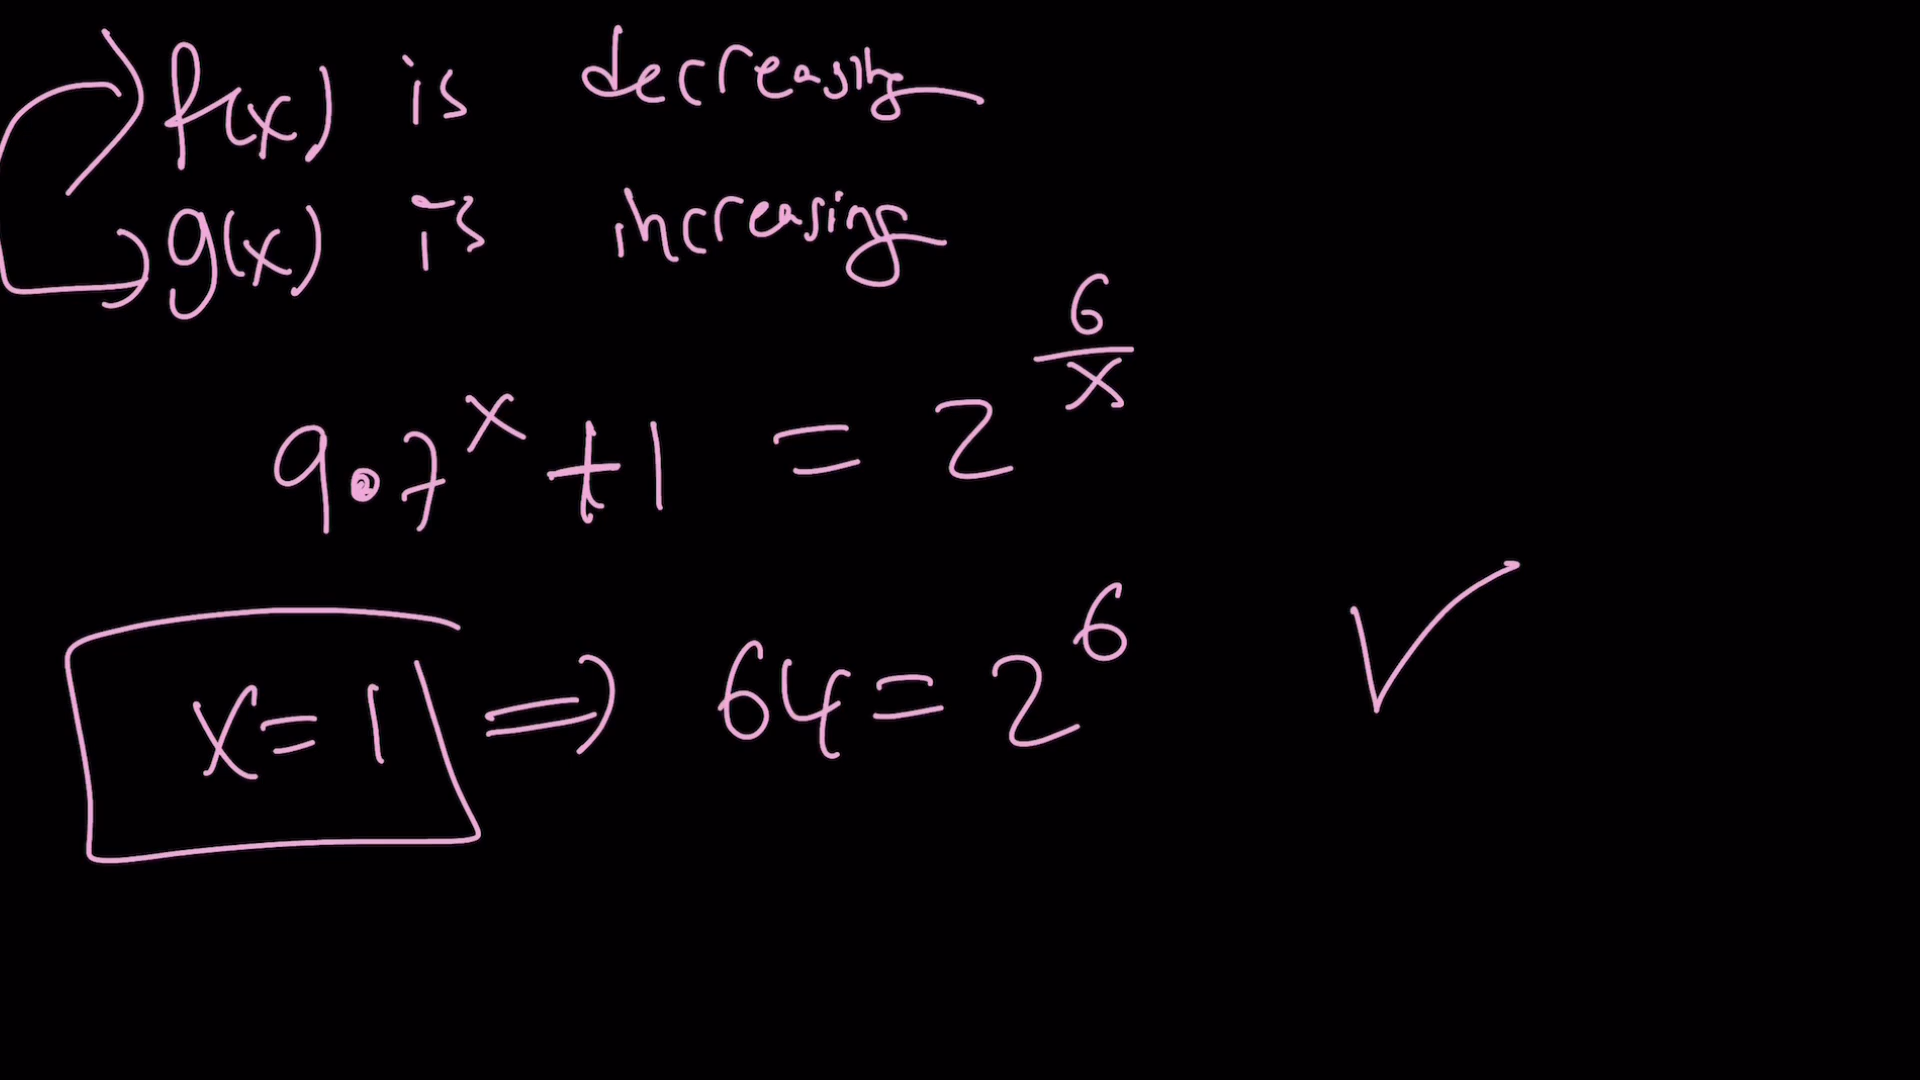 f(x) is decreasing
g(x) is increasing
9•7^x + 1 = 2^(6/x)
x = 1 ⇒ 64 = 2^6 ✓